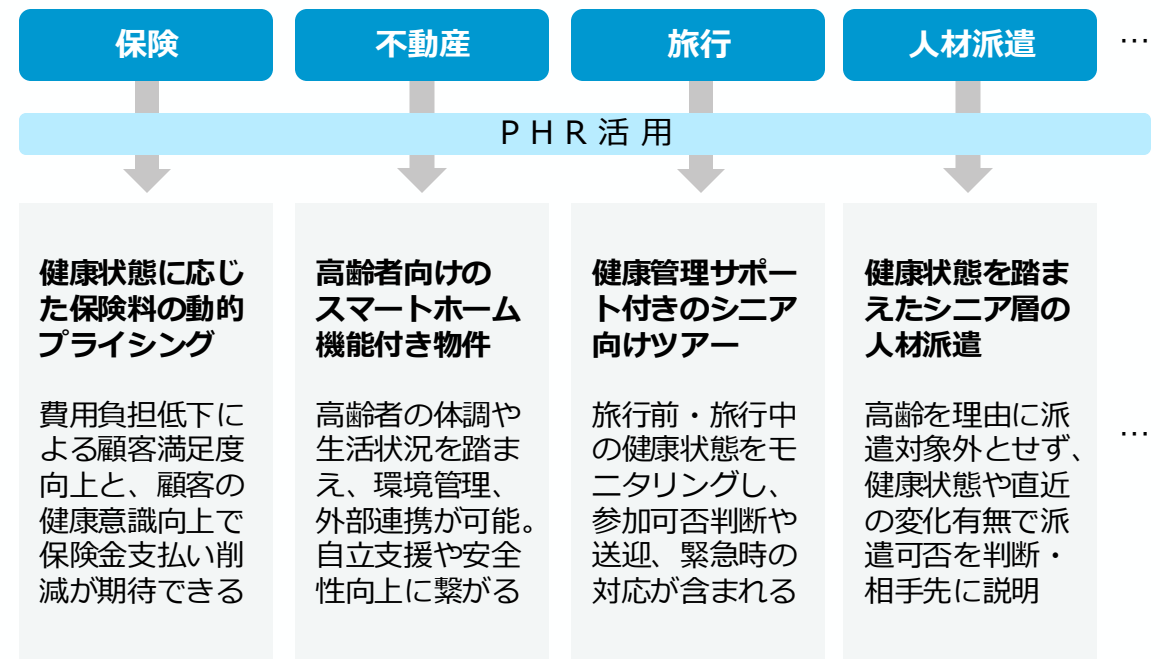 保険
不動産
旅行
人材派遣
…
PHR活用
健康状態に応じ
た保険料の動的
プライシング
費用負担低下に
よる顧客満足度
向上と、顧客の
健康意識向上で
保険金支払い削
減が期待できる
高齢者向けの
スマートホーム
機能付き物件
高齢者の体調や
生活状況を踏ま
え、環境管理、
外部連携が可能。
自立支援や安全
性向上に繋がる
健康管理サポー
ト付きのシニア
向けツアー
旅行前・旅行中
の健康状態をモ
ニタリングし、
参加可否判断や
送迎、緊急時の
対応が含まれる
健康状態を踏ま
えたシニア層の
人材派遣
高齢を理由に派
遣対象外とせず、
健康状態や直近
の変化有無で派
遣可否を判断・
相手先に説明
…